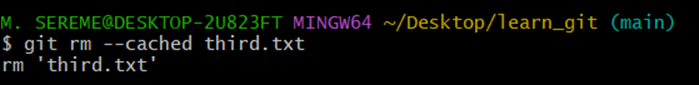 M. SEREME@DESKTOP-2U823FT MINGW64 ~/Desktop/learn_git (main)
$ git rm --cached third.txt
rm 'third.txt'